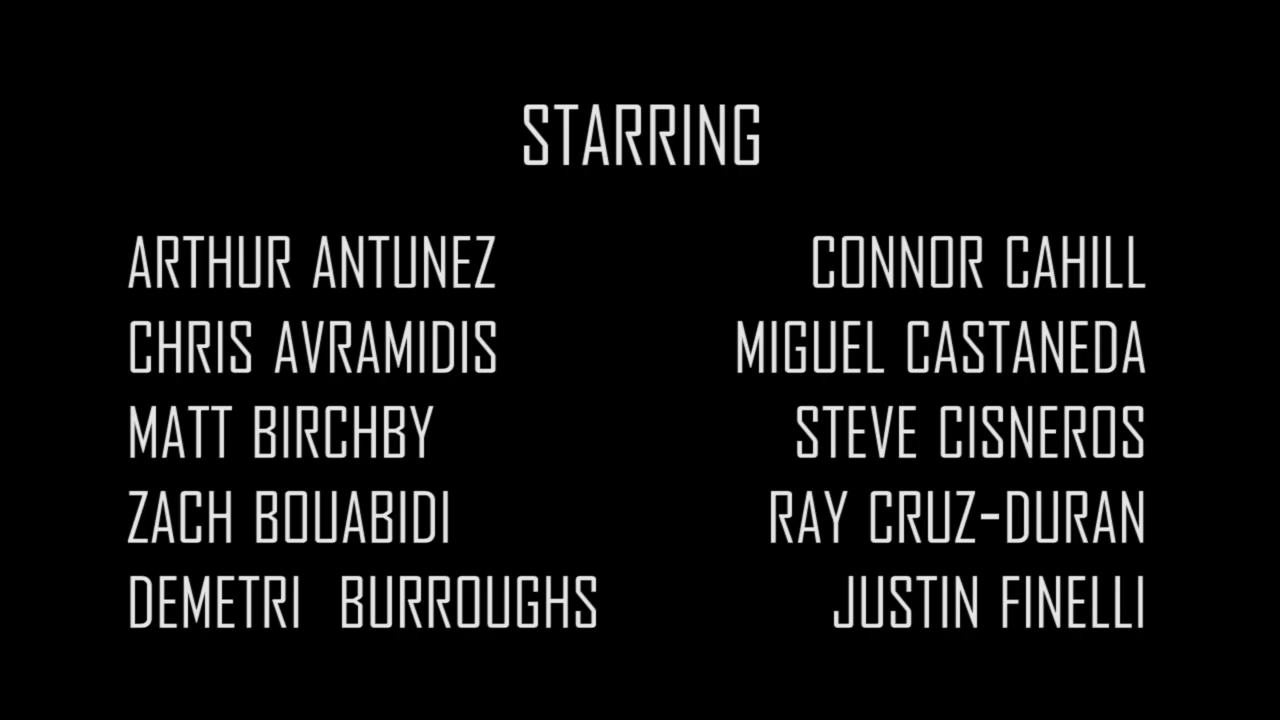 STARRING
ARTHUR ANTUNEZ
CHRIS AVRAMIDIS
MATT BIRCHBY
ZACH BOUABIDI
DEMETRI BURROUGHS
CONNOR CAHILL
MIGUEL CASTANEDA
STEVE CISNEROS
RAY CRUZ-DURAN
JUSTIN FINELLI